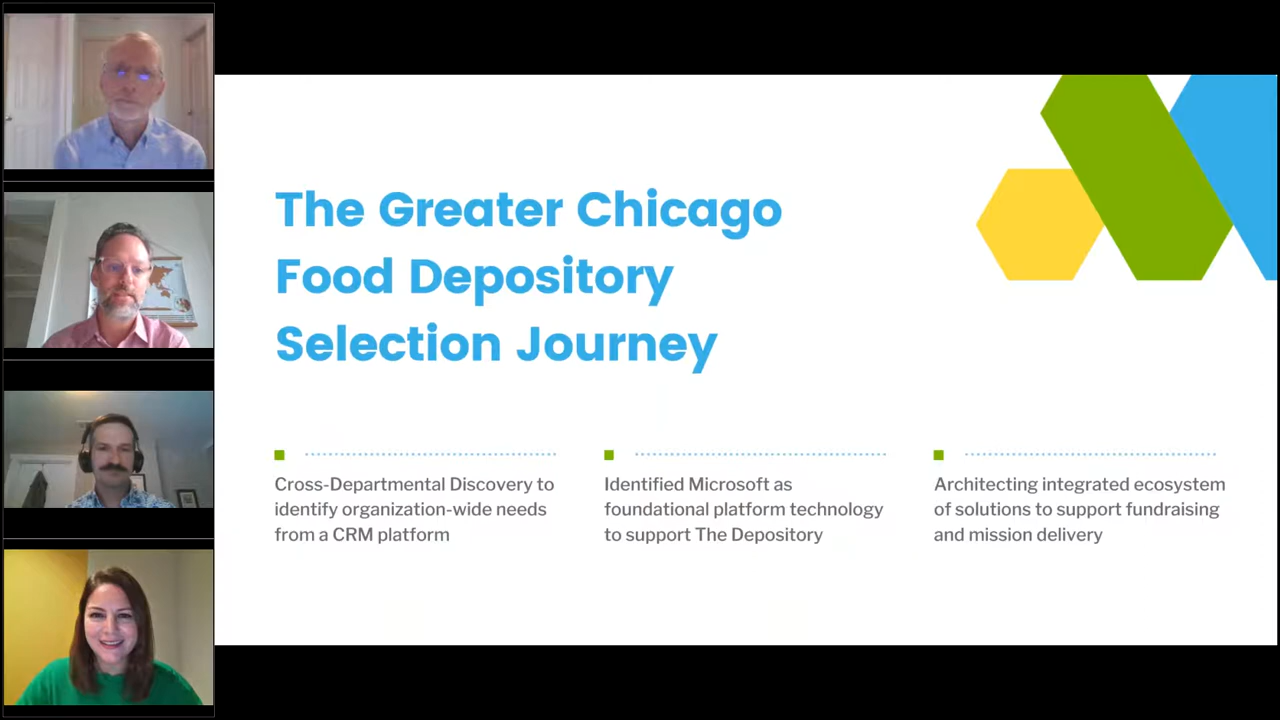 The Greater Chicago
Food Depository
Selection Journey
Cross-Departmental Discovery to
identify organization-wide needs
from a CRM platform
Identified Microsoft as
foundational platform technology
to support The Depository
Architecting integrated ecosystem
of solutions to support fundraising
and mission delivery